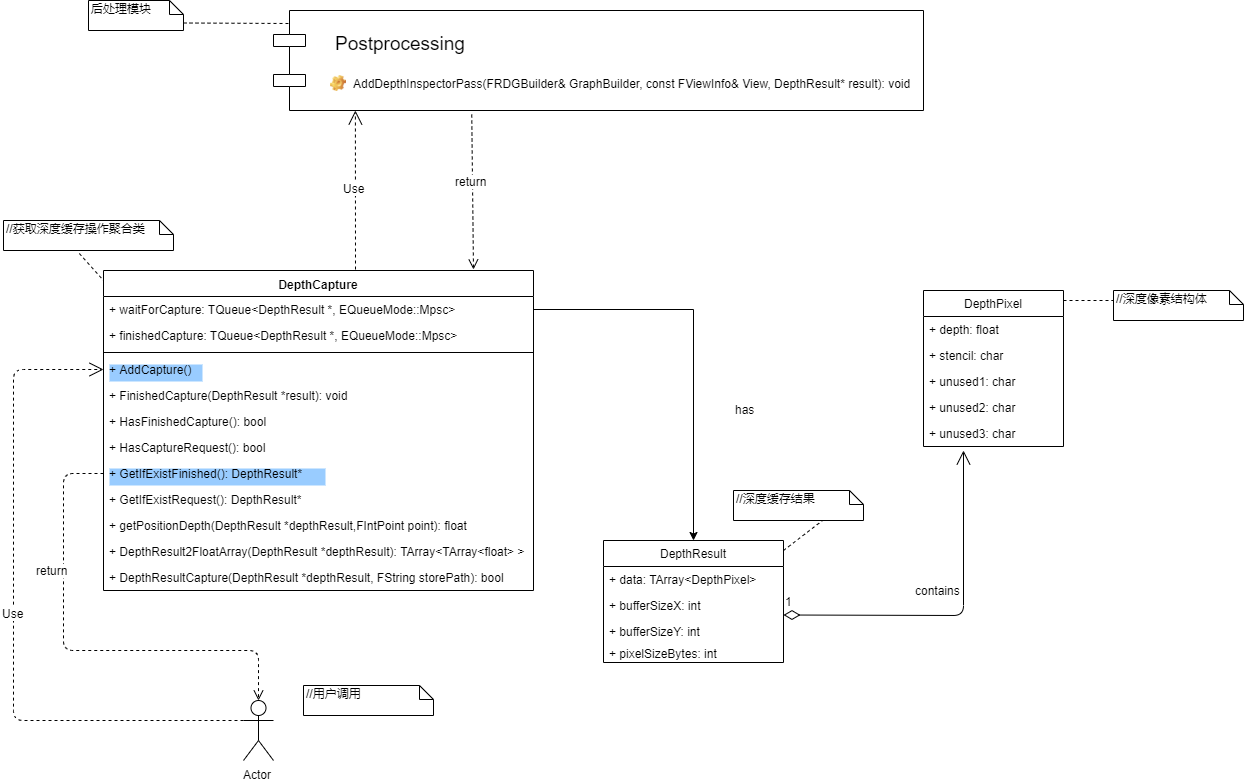 后处理模块
Postprocessing
AddDepthInspectorPass(FRDGBuilder& GraphBuilder, const FViewInfo& View, DepthResult* result): void
Use
return
//获取深度缓存操作聚合类
DepthCapture
+ waitForCapture: TQueue<DepthResult *, EQueueMode::Mpsc>
+ finishedCapture: TQueue<DepthResult *, EQueueMode::Mpsc>
+ AddCapture()
+ FinishedCapture(DepthResult *result): void
+ HasFinishedCapture(): bool
+ HasCaptureRequest(): bool
+ GetIfExistFinished(): DepthResult*
+ GetIfExistRequest(): DepthResult*
+ getPositionDepth(DepthResult *depthResult,FIntPoint point): float
+ DepthResult2FloatArray(DepthResult *depthResult): TArray<TArray<float> >
+ DepthResultCapture(DepthResult *depthResult, FString storePath): bool
has
DepthPixel
+ depth: float
+ stencil: char
+ unused1: char
+ unused2: char
+ unused3: char
//深度像素结构体
//深度缓存结果
DepthResult
+ data: TArray<DepthPixel>
+ bufferSizeX: int
+ bufferSizeY: int
+ pixelSizeBytes: int
1
contains
return
Use
//用户调用
Actor